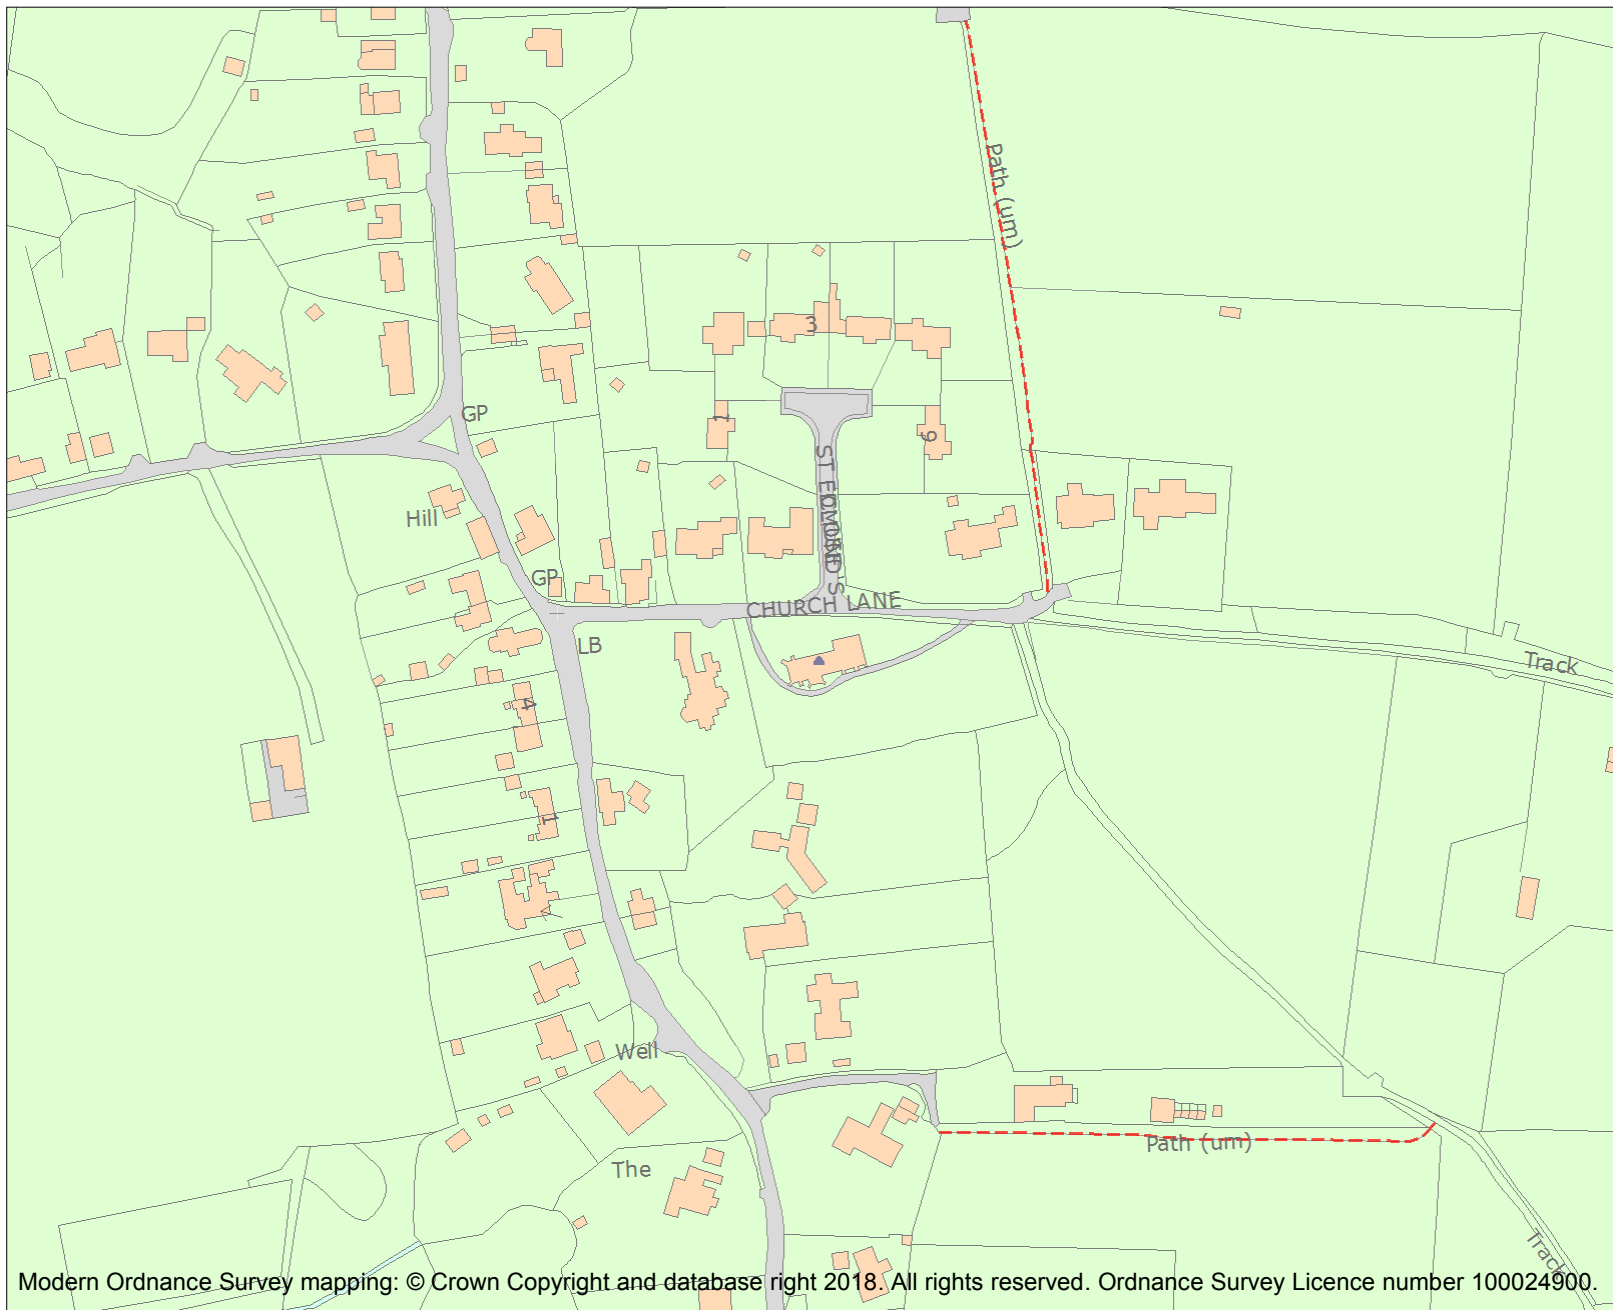 Path (um)
3
1
6
GP
Hill
ST EDMUND'S
CLOSE
GP
CHURCH LANE
LB
Track
4
1
Well
Path (um)
The
Track
Modern Ordnance Survey mapping: © Crown Copyright and database right 2018. All rights reserved. Ordnance Survey Licence number 100024900.